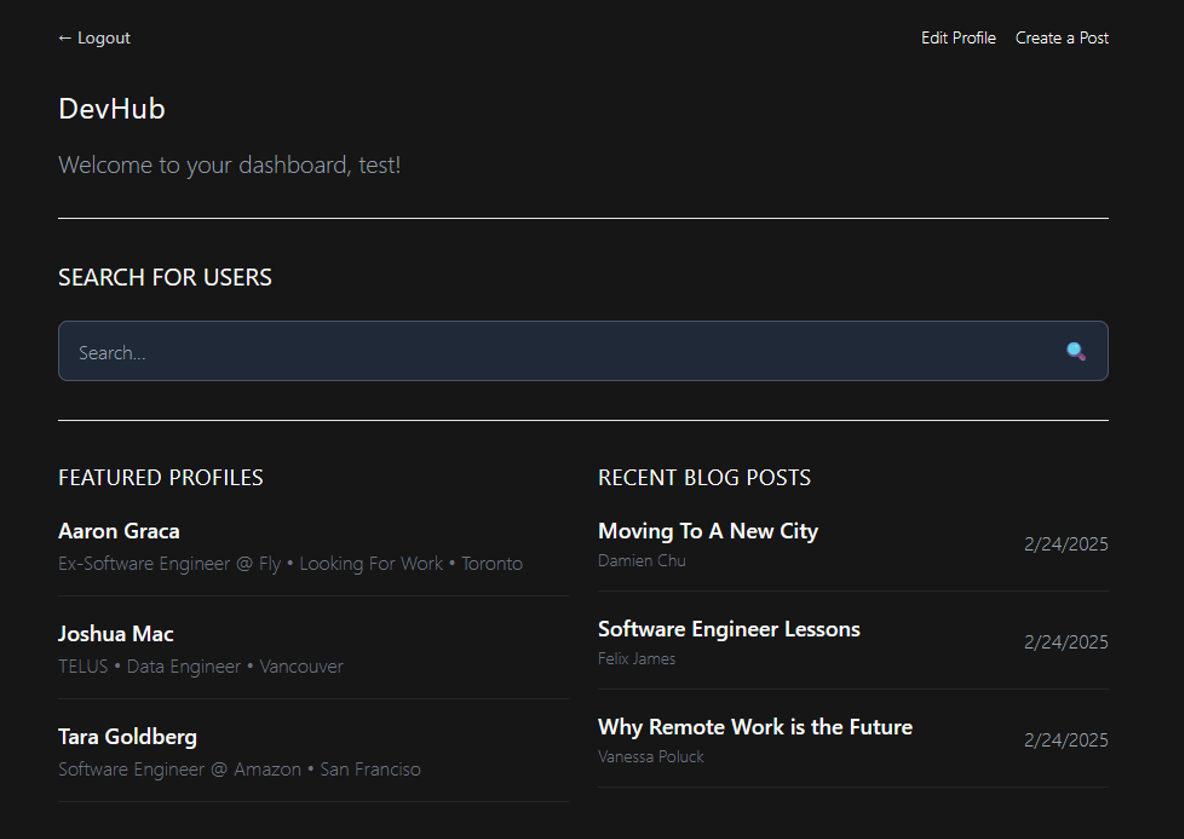 ← Logout
Edit Profile
Create a Post
DevHub
Welcome to your dashboard, test!
SEARCH FOR USERS
Search...
FEATURED PROFILES
Aaron Graca
Ex-Software Engineer @ Fly • Looking For Work • Toronto
Joshua Mac
TELUS • Data Engineer • Vancouver
Tara Goldberg
Software Engineer @ Amazon • San Franciso
RECENT BLOG POSTS
Moving To A New City
Damien Chu
2/24/2025
Software Engineer Lessons
Felix James
2/24/2025
Why Remote Work is the Future
Vanessa Poluck
2/24/2025